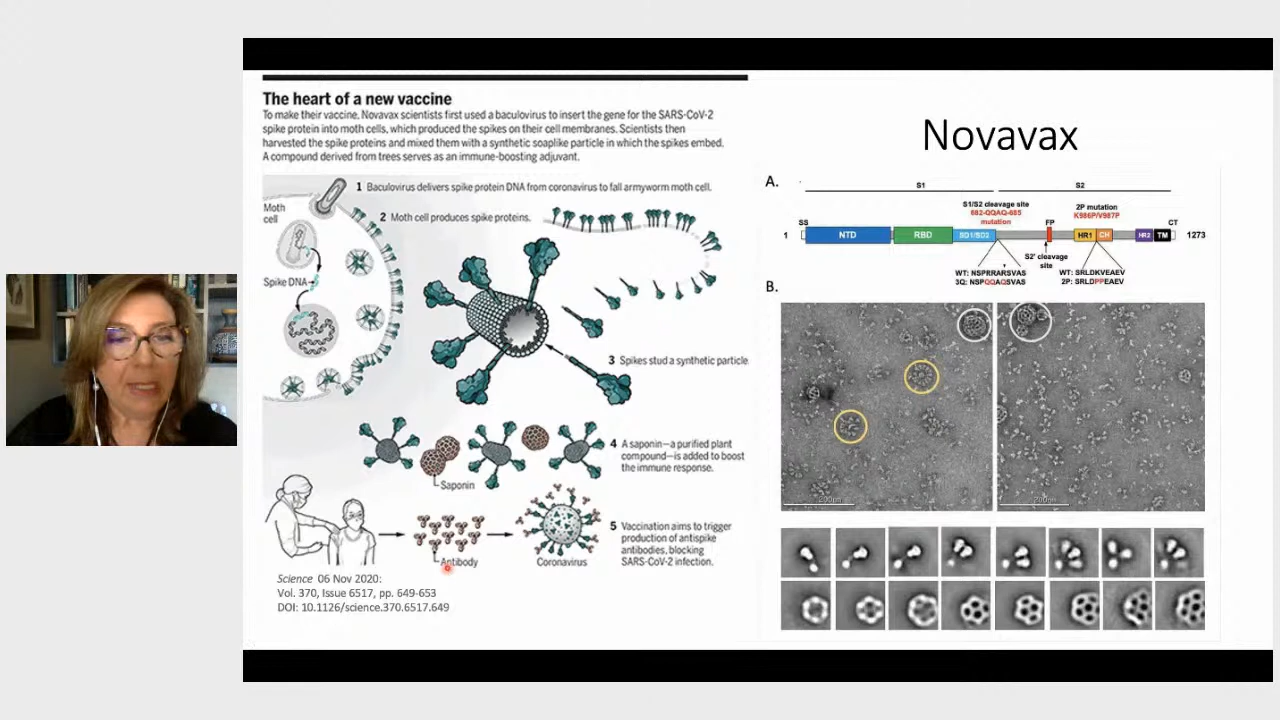 The heart of a new vaccine
To make their vaccine, Novavax scientists first used a baculovirus to insert the gene for the SARS-CoV-2
spike protein into moth cells, which produced the spikes on their cell membranes. Scientists then
harvested the spike proteins and mixed them with a synthetic soaplike particle in which the spikes embed.
A compound derived from trees serves as an immune-boosting adjuvant.
1 Baculovirus delivers spike protein DNA from coronavirus to fall armyworm moth cell.
Moth
cell
2 Moth cell produces spike proteins.
Spike DNA
3 Spikes stud a synthetic particle
4 A saponin—a purified plant
compound—is added to boost
the immune response.
Saponin
5 Vaccination aims to trigger
production of antispike
antibodies, blocking
SARS-CoV-2 infection.
Antibody
Coronavirus
Science 06 Nov 2020:
Vol. 370, Issue 6517, pp. 649-653
DOI: 10.1126/science.370.6517.649
Novavax
A.
S1
S2
S1/S2 cleavage site
682-QQAQ-685
mutation
2P mutation
K986P/V987P
SS
FP
CT
1
NTD
RBD
SD1/SD2
HR1
CH
HR2
TM
1273
S2' cleavage
site
WT: NSPRRARSVAS
3Q: NSPQQAQSVAS
WT: SRLDKVEAEV
2P: SRLDPPEAEV
B.
200nm
200nm